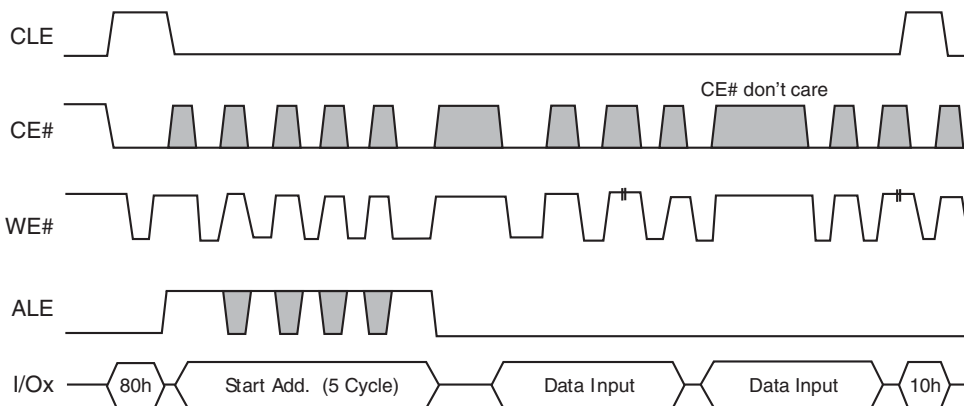 CLE
CE# don't care
CE#
WE#
ALE
I/Ox 80h Start Add. (5 Cycle) Data Input Data Input 10h